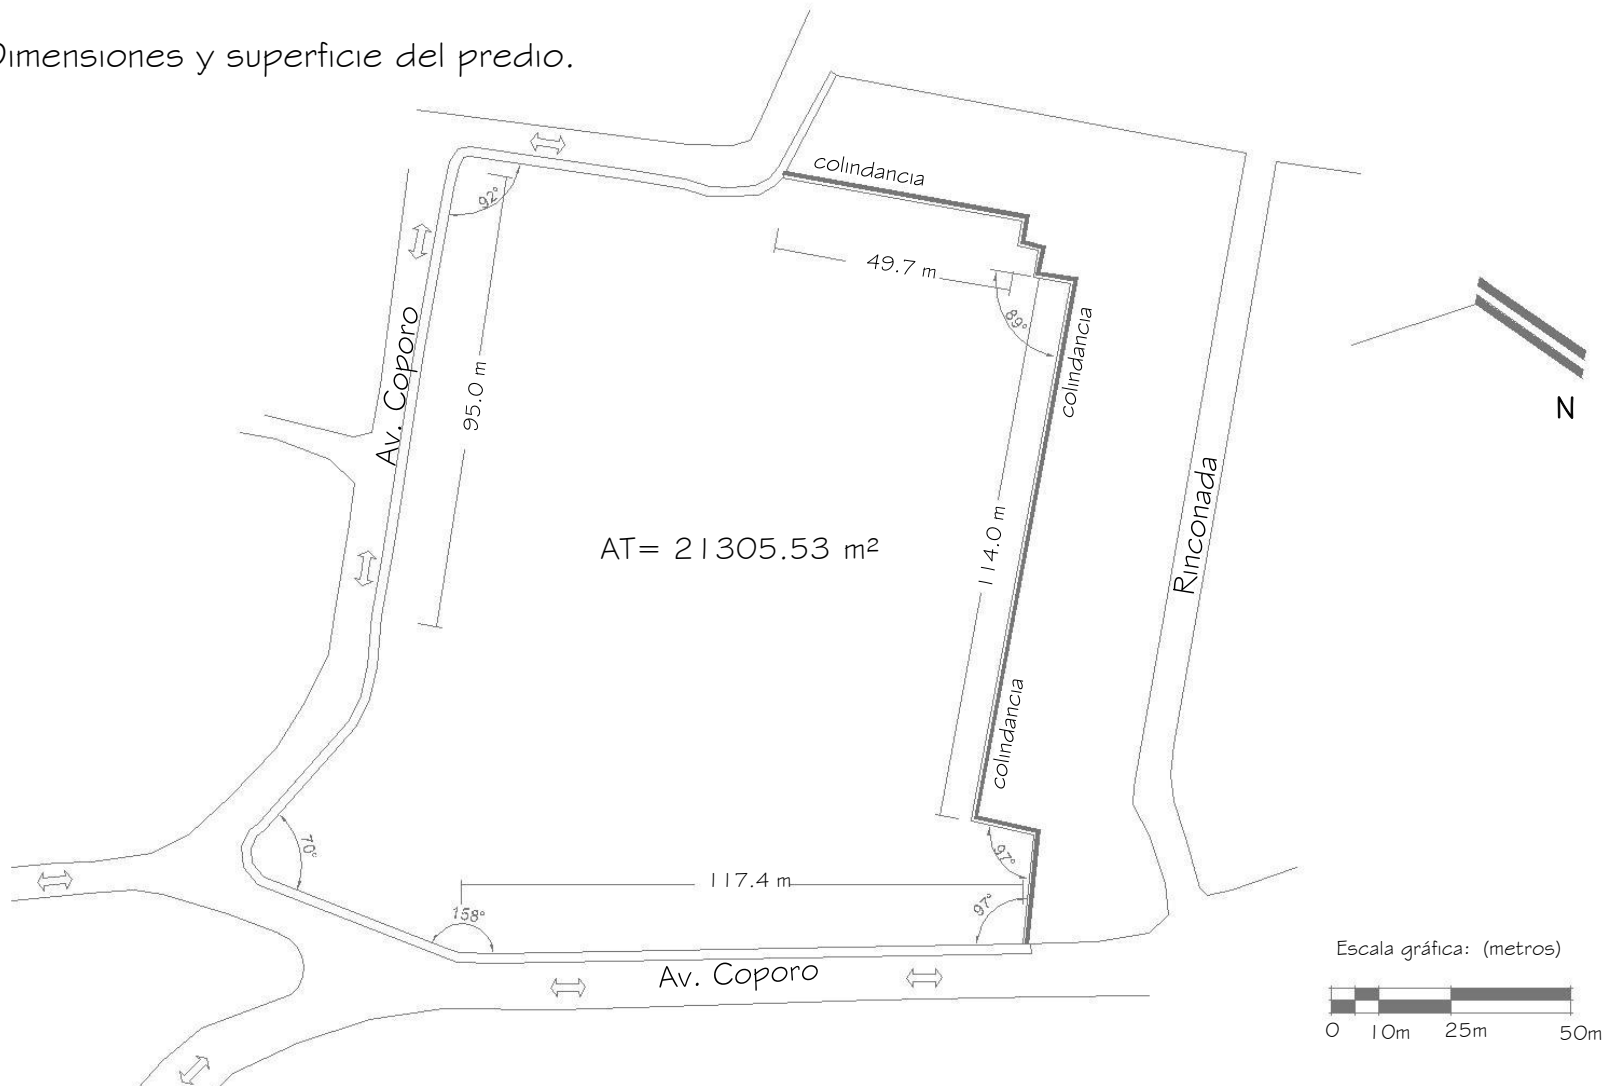 Dimensiones y superficie del predio.
colindancia
92°
49.7 m
89°
colindancia
Av. Coporo
95.0 m
N
Rinconada
114.0 m
AT= 21305.53 m²
colindancia
70°
97°
117.4 m
97°
158°
Av. Coporo
Escala gráfica: (metros)
0 10m 25m 50m